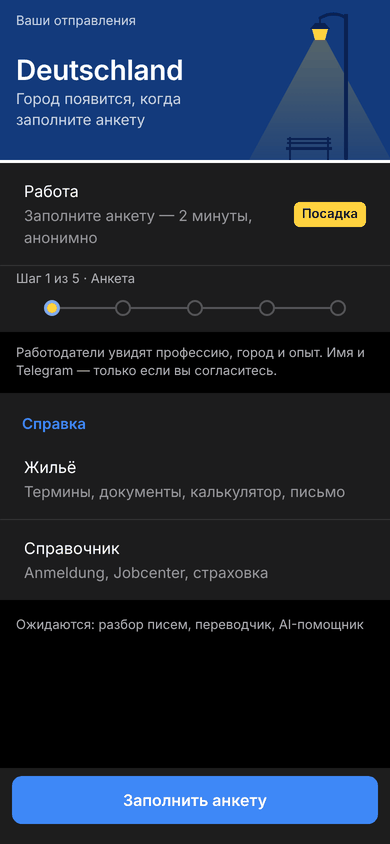 Ваши отправления
Deutschland
Город появится, когда
заполните анкету
Работа
Заполните анкету — 2 минуты,
анонимно
Посадка
Шаг 1 из 5 · Анкета
Работодатели увидят профессию, город и опыт. Имя и
Telegram — только если вы согласитесь.
Справка
Жильё
Термины, документы, калькулятор, письмо
Справочник
Anmeldung, Jobcenter, страховка
Ожидаются: разбор писем, переводчик, AI-помощник
Заполнить анкету